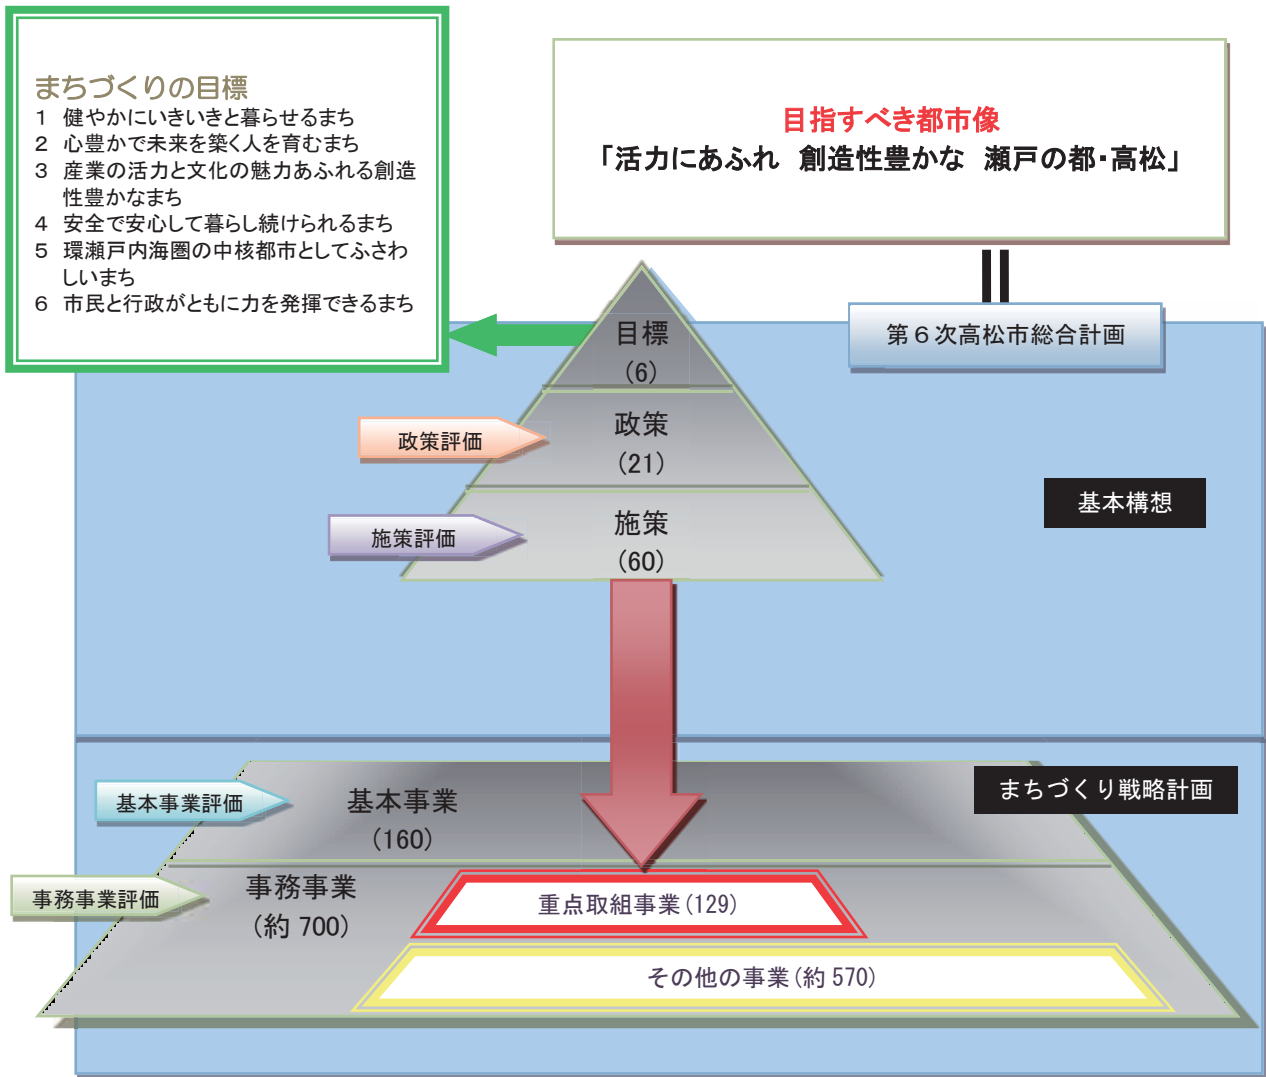 まちづくりの目標
1 健やかにいきいきと暮らせるまち
2 心豊かで未来を築く人を育むまち
3 産業の活力と文化の魅力あふれる創造
性豊かなまち
4 安全で安心して暮らし続けられるまち
5 環瀬戸内海圏の中核都市としてふさわ
しいまち
6 市民と行政がともに力を発揮できるまち
目指すべき都市像
「活力にあふれ 創造性豊かな 瀬戸の都・高松」
第6次高松市総合計画
目標
(6)
政策
(21)
政策評価
施策
(60)
施策評価
基本構想
まちづくり戦略計画
基本事業評価
基本事業
(160)
事務事業評価
事務事業
(約 700)
重点取組事業(129)
その他の事業(約 570)